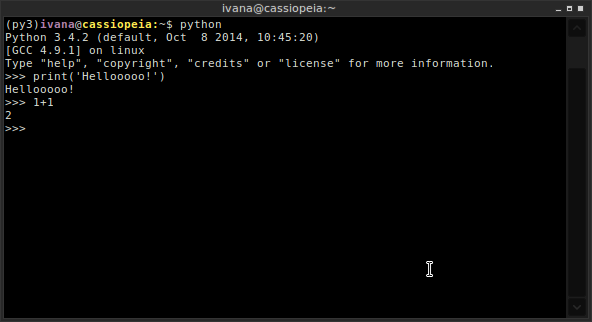 ivana@cassiopeia:~
(py3)ivana@cassiopeia:~$ python
Python 3.4.2 (default, Oct  8 2014, 10:45:20)
[GCC 4.9.1] on linux
Type "help", "copyright", "credits" or "license" for more information.
>>> print('Hellooooo!')
Hellooooo!
>>> 1+1
2
>>>